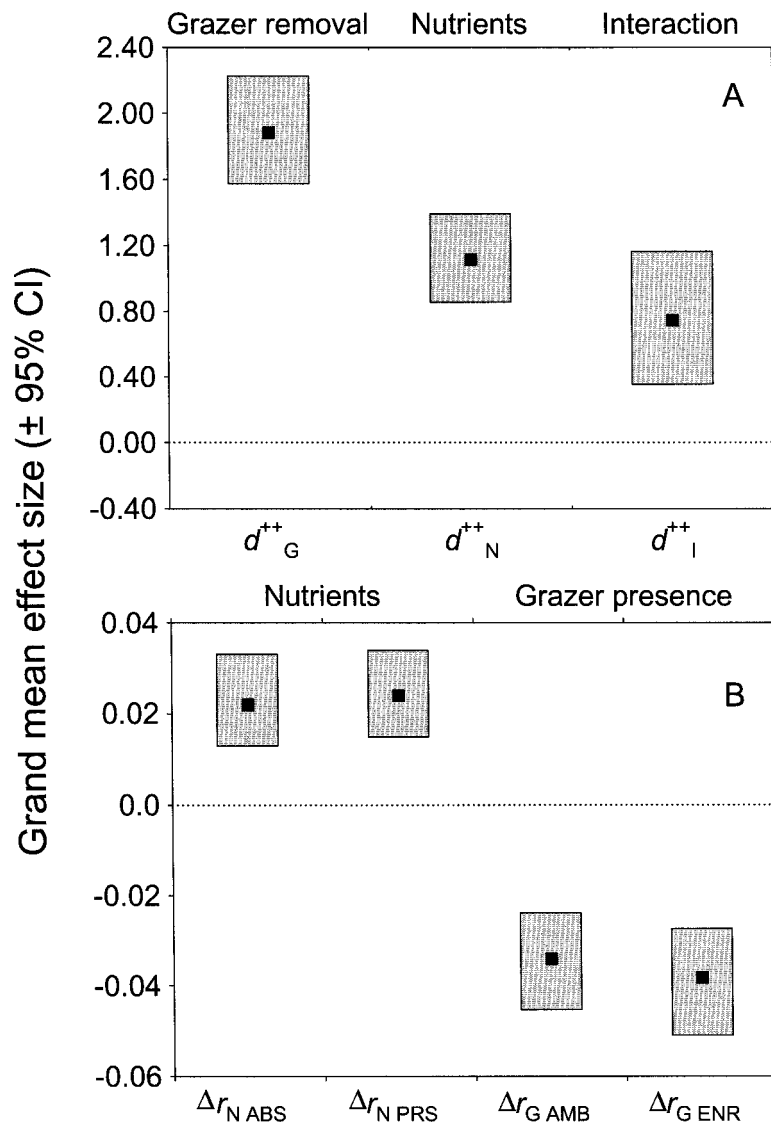 Grazer removal Nutrients Interaction
2.40
A
2.00
1.60
1.20
0.80
0.40
0.00
-0.40
d++G d++N d++I
Grand mean effect size (± 95% CI)
Nutrients Grazer presence
0.04
B
0.02
0.0
-0.02
-0.04
-0.06
ΔrN ABS ΔrN PRS ΔrG AMB ΔrG ENR